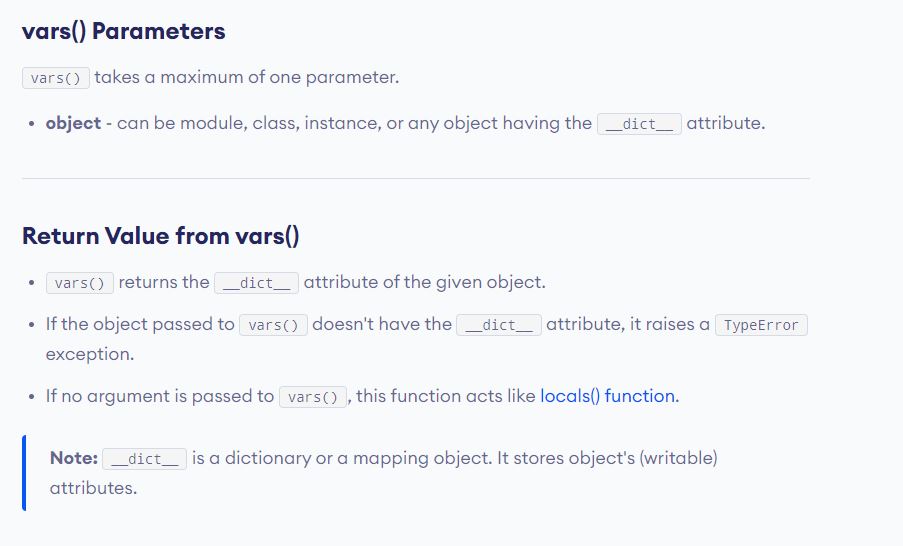 vars() Parameters
vars() takes a maximum of one parameter.
• object - can be module, class, instance, or any object having the __dict__ attribute.
Return Value from vars()
• vars() returns the __dict__ attribute of the given object.
• If the object passed to vars() doesn't have the __dict__ attribute, it raises a TypeError
exception.
• If no argument is passed to vars(), this function acts like locals() function.
Note: __dict__ is a dictionary or a mapping object. It stores object's (writable)
attributes.